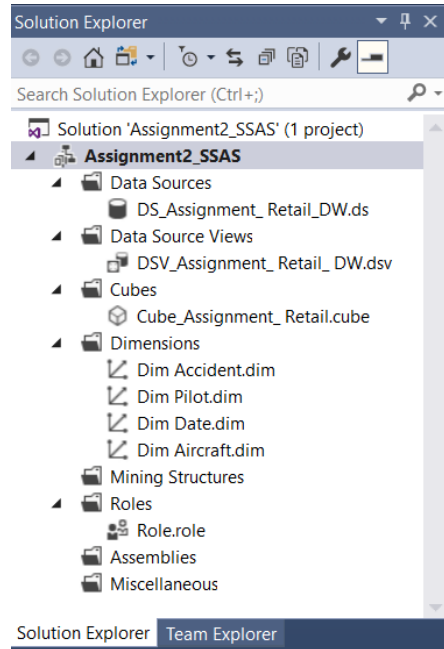 Solution Explorer
Search Solution Explorer (Ctrl+;)
Solution 'Assignment2_SSAS' (1 project)
Assignment2_SSAS
Data Sources
DS_Assignment_ Retail_DW.ds
Data Source Views
DSV_Assignment_ Retail_ DW.dsv
Cubes
Cube_Assignment_ Retail.cube
Dimensions
Dim Accident.dim
Dim Pilot.dim
Dim Date.dim
Dim Aircraft.dim
Mining Structures
Roles
Role.role
Assemblies
Miscellaneous
Solution Explorer Team Explorer